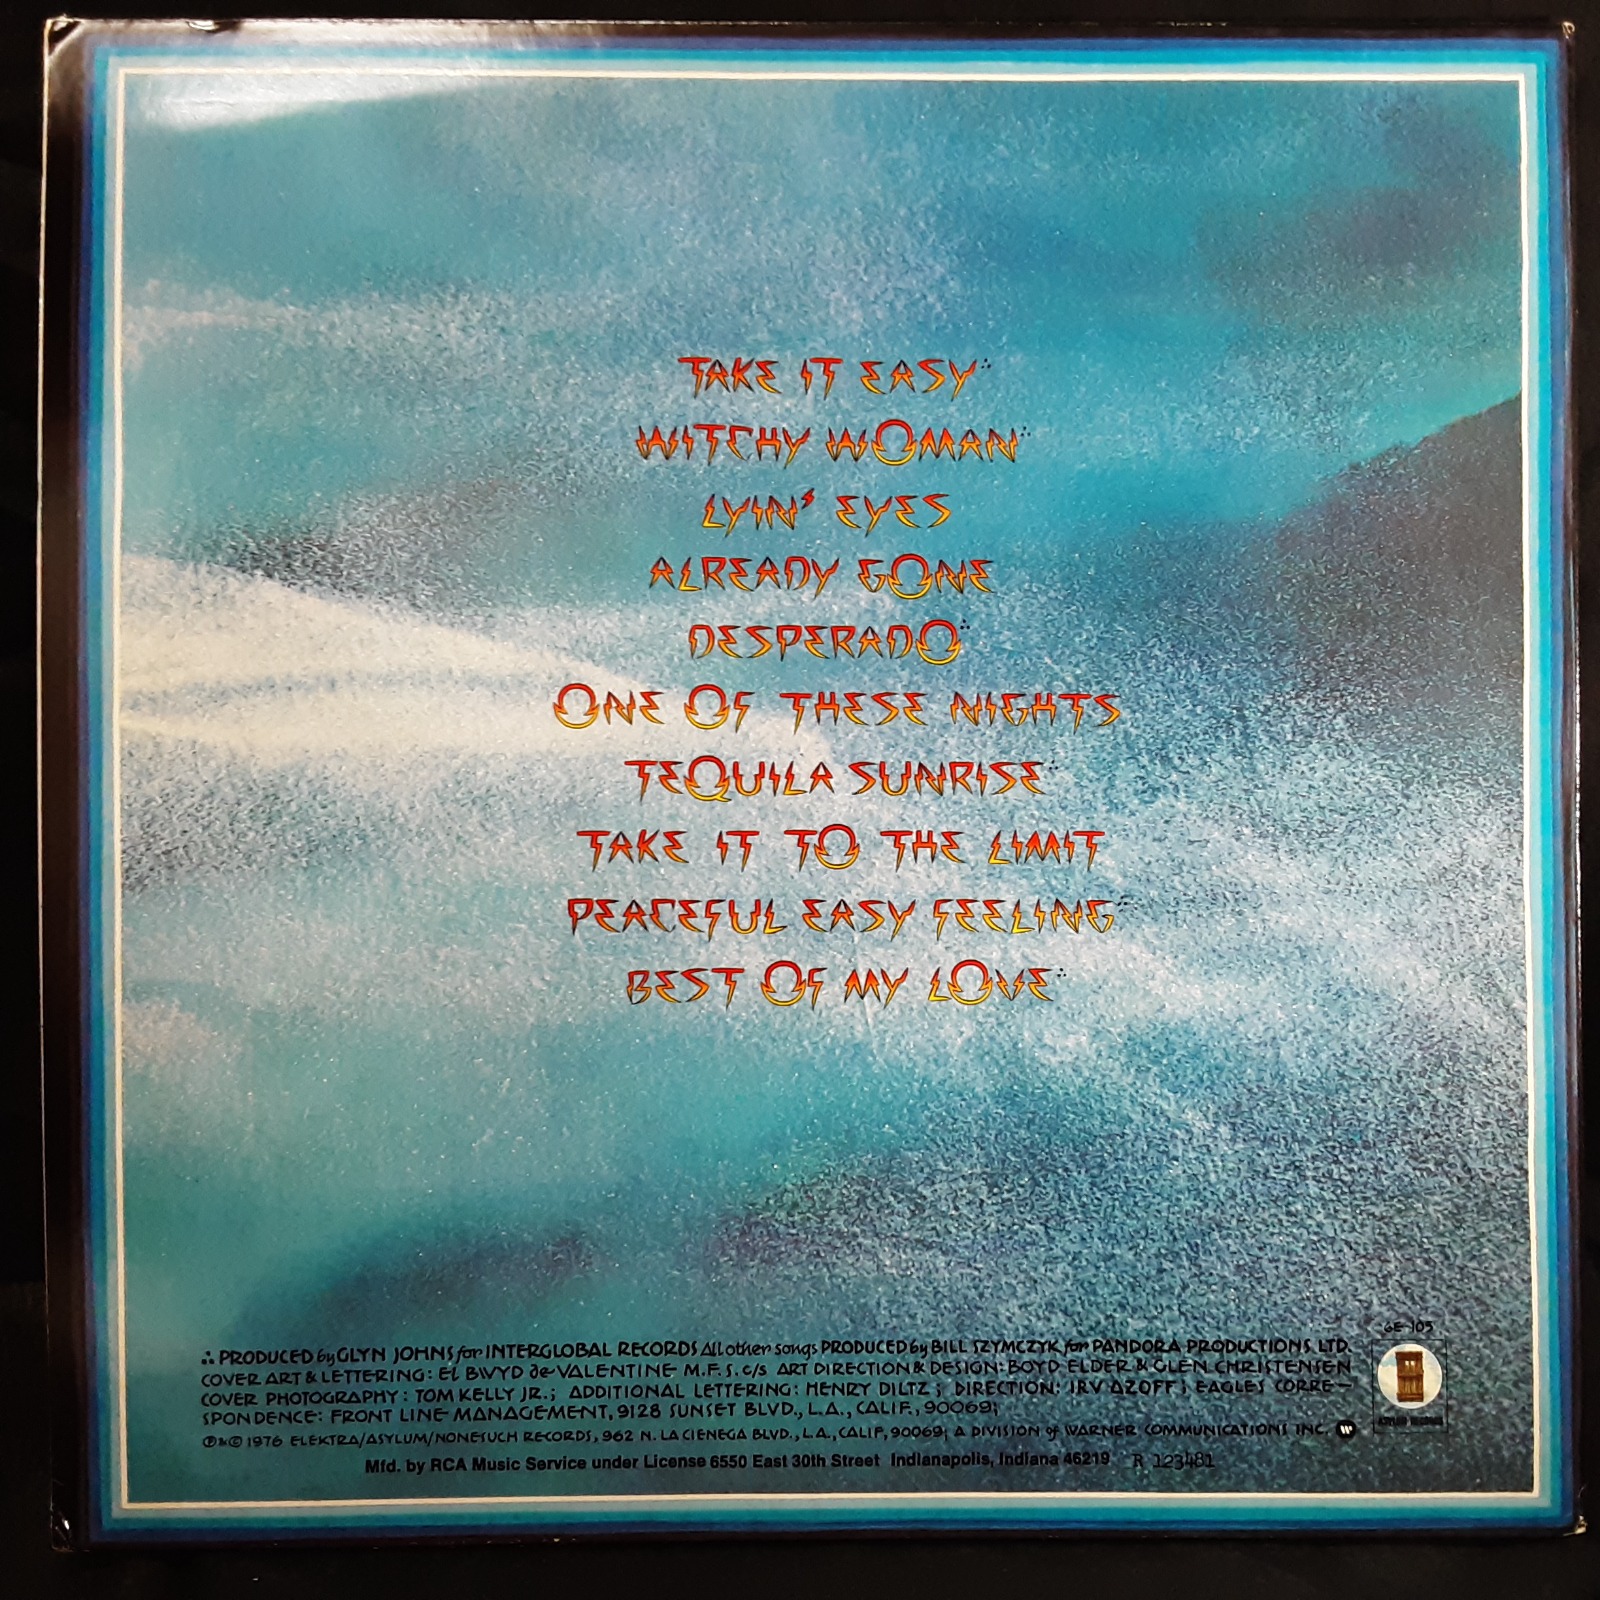 TAKE IT EASY∴
WITCHY WOMAN∴
LYIN' EYES
ALREADY GONE
DESPERADO∴
ONE OF THESE NIGHTS
TEQUILA SUNRISE∴
TAKE IT TO THE LIMIT
PEACEFUL EASY FEELING∴
BEST OF MY LOVE∴
6E-105
∴ PRODUCED by GLYN JOHNS for INTERGLOBAL RECORDS All other songs PRODUCED by BILL SZYMCZYK for PANDORA PRODUCTIONS LTD.
COVER ART & LETTERING: El BWYD de VALENTINE M.F.S. c/s ART DIRECTION & DESIGN: BOYD ELDER & GLEN CHRISTENSEN
COVER PHOTOGRAPHY: TOM KELLY JR.; ADDITIONAL LETTERING: HENRY DILTZ; DIRECTION: IRV AZOFF; EAGLES CORRE-
SPONDENCE: FRONT LINE MANAGEMENT, 9128 SUNSET BLVD., L.A., CALIF., 90069;
ASYLUM RECORDS
℗&© 1976 ELEKTRA/ASYLUM/NONESUCH RECORDS, 962 N. LA CIENEGA BLVD., L.A., CALIF, 90069; A DIVISION of WARNER COMMUNICATIONS INC.
Mfd. by RCA Music Service under License 6550 East 30th Street Indianapolis, Indiana 46219 R 123481